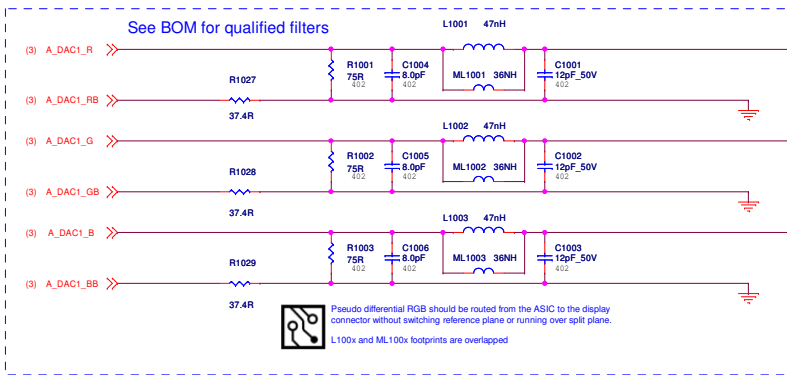 See BOM for qualified filters
L1001 47nH
(3) A_DAC1_R
R1001
75R
402
C1004
8.0pF
402
ML1001 36NH
C1001
12pF_50V
402
R1027
(3) A_DAC1_RB
37.4R
L1002 47nH
(3) A_DAC1_G
R1002
75R
402
C1005
8.0pF
402
ML1002 36NH
C1002
12pF_50V
402
R1028
(3) A_DAC1_GB
37.4R
L1003 47nH
(3) A_DAC1_B
R1003
75R
402
C1006
8.0pF
402
ML1003 36NH
C1003
12pF_50V
402
R1029
(3) A_DAC1_BB
37.4R
Pseudo differential RGB should be routed from the ASIC to the display
connector without switching reference plane or running over split plane.
L100x and ML100x footprints are overlapped